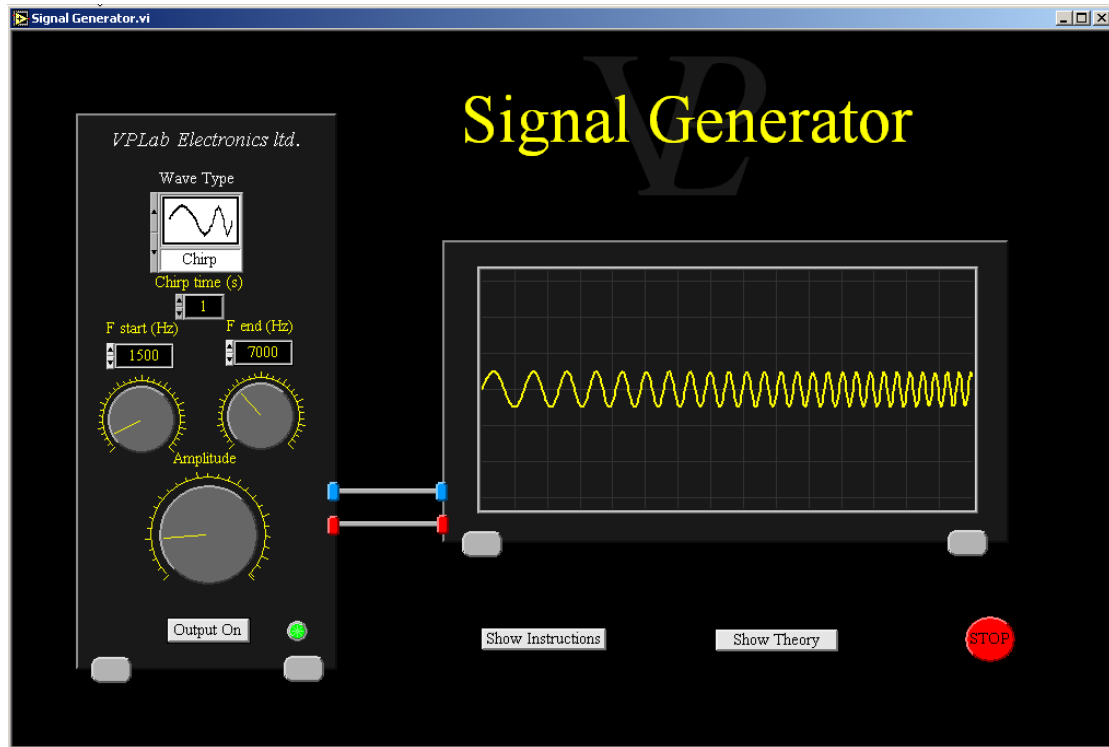 Signal Generator.vi
VPL
Signal Generator
VPLab Electronics ltd.
Wave Type
Chirp
Chirp time (s)
1
F start (Hz)
F end (Hz)
1500
7000
Amplitude
Output On
Show Instructions
Show Theory
STOP